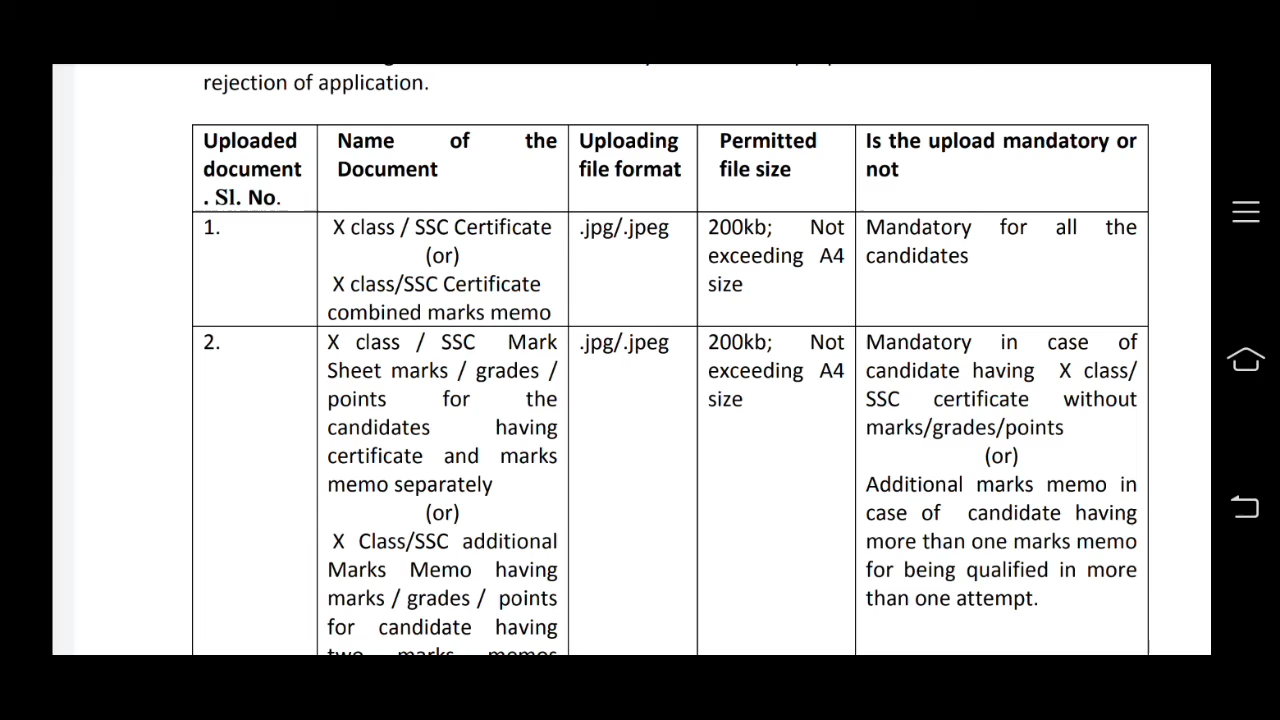 rejection of application.
Uploaded document . Sl. No.
Name of the Document
Uploading file format
Permitted file size
Is the upload mandatory or not
1.
X class / SSC Certificate
(or)
X class/SSC Certificate
combined marks memo
.jpg/.jpeg
200kb; Not
exceeding A4
size
Mandatory for all the
candidates
2.
X class / SSC Mark
Sheet marks / grades /
points for the
candidates having
certificate and marks
memo separately
(or)
X Class/SSC additional
Marks Memo having
marks / grades / points
for candidate having
two marks memos
.jpg/.jpeg
200kb; Not
exceeding A4
size
Mandatory in case of
candidate having X class/
SSC certificate without
marks/grades/points
(or)
Additional marks memo in
case of candidate having
more than one marks memo
for being qualified in more
than one attempt.